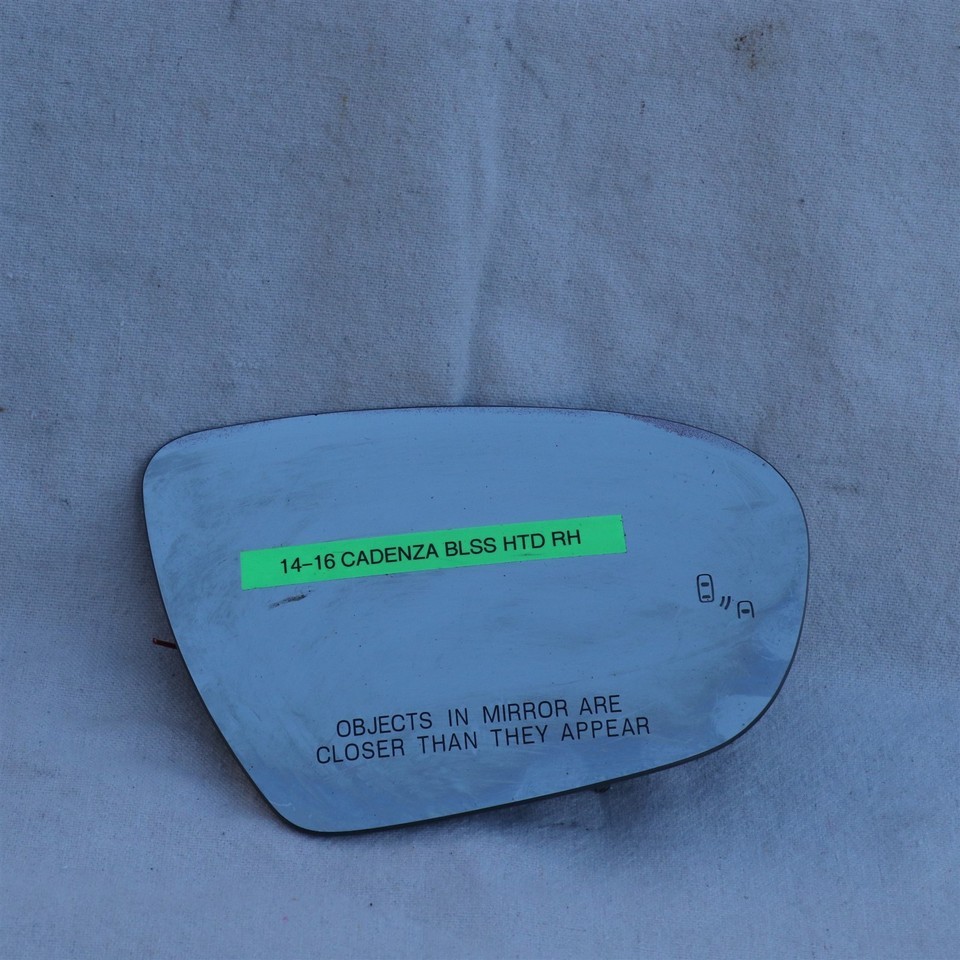 14-16 CADENZA BLSS HTD RH
OBJECTS IN MIRROR ARE
CLOSER THAN THEY APPEAR